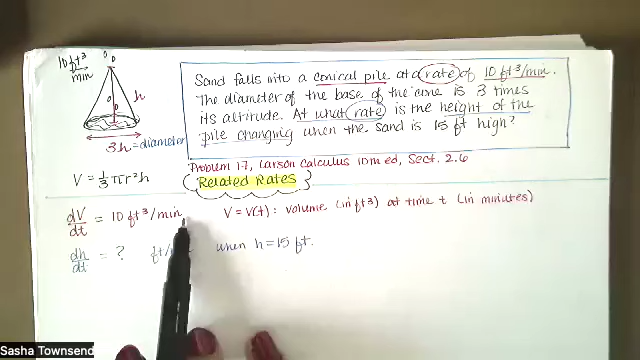 10 ft³
min
h
3h = diameter
V = 1/3 πr²h
Sand falls into a conical pile at a rate of 10 ft³/min.
The diameter of the base of the cone is 3 times
its altitude. At what rate is the height of the
pile changing when the sand is 15 ft high?
Problem 17, Larson Calculus 10th ed, Sect. 2.6
Related Rates
dV/dt = 10 ft³/min
V = V(t): volume (in ft³) at time t (in minutes)
dh/dt = ? ft/ when h = 15 ft.
Sasha Townsend